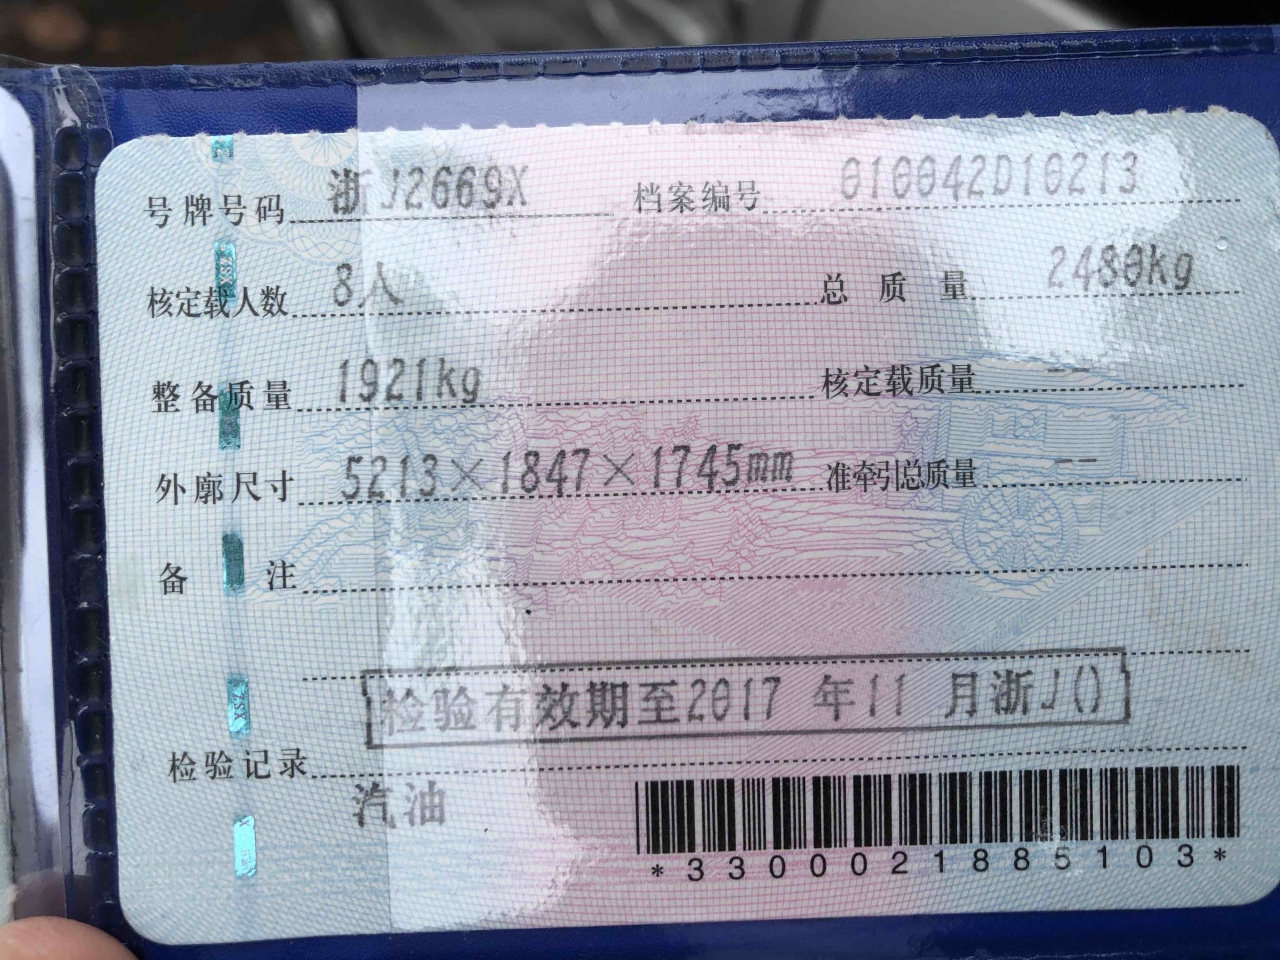 号牌号码 浙J2669X 档案编号 010042D10213
核定载人数 8人 总质量 2480kg
整备质量 1921kg 核定载质量 --
外廓尺寸 5213×1847×1745mm 准牵引总质量 --
备注
检验有效期至2017 年11 月浙J()
检验记录
汽油
*3300021885103*